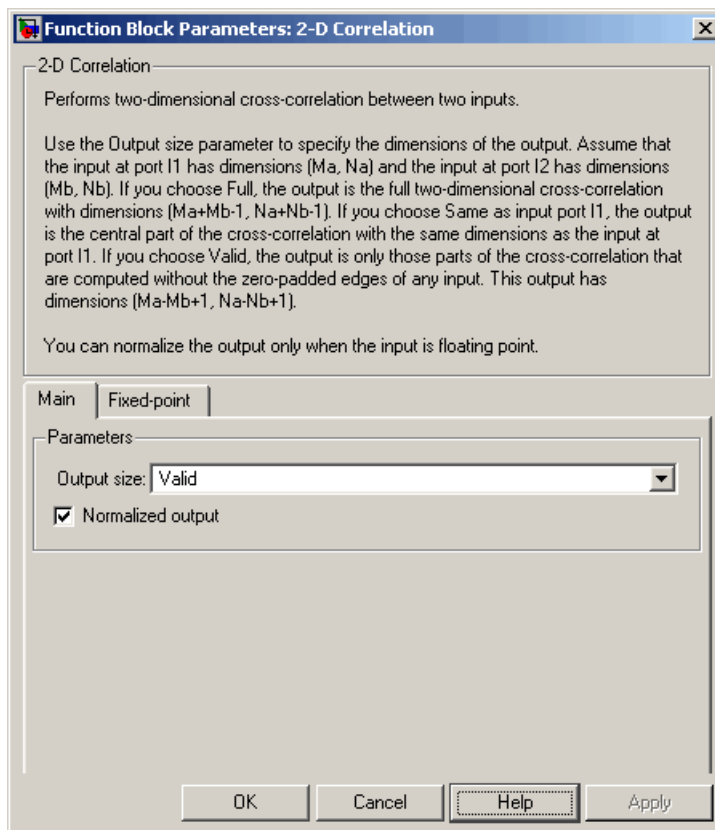 Function Block Parameters: 2-D Correlation
2-D Correlation
Performs two-dimensional cross-correlation between two inputs.
Use the Output size parameter to specify the dimensions of the output. Assume that
the input at port I1 has dimensions (Ma, Na) and the input at port I2 has dimensions
(Mb, Nb). If you choose Full, the output is the full two-dimensional cross-correlation
with dimensions (Ma+Mb-1, Na+Nb-1). If you choose Same as input port I1, the output
is the central part of the cross-correlation with the same dimensions as the input at
port I1. If you choose Valid, the output is only those parts of the cross-correlation that
are computed without the zero-padded edges of any input. This output has
dimensions (Ma-Mb+1, Na-Nb+1).
You can normalize the output only when the input is floating point.
Main Fixed-point
Parameters
Output size: Valid
Normalized output
OK Cancel Help Apply